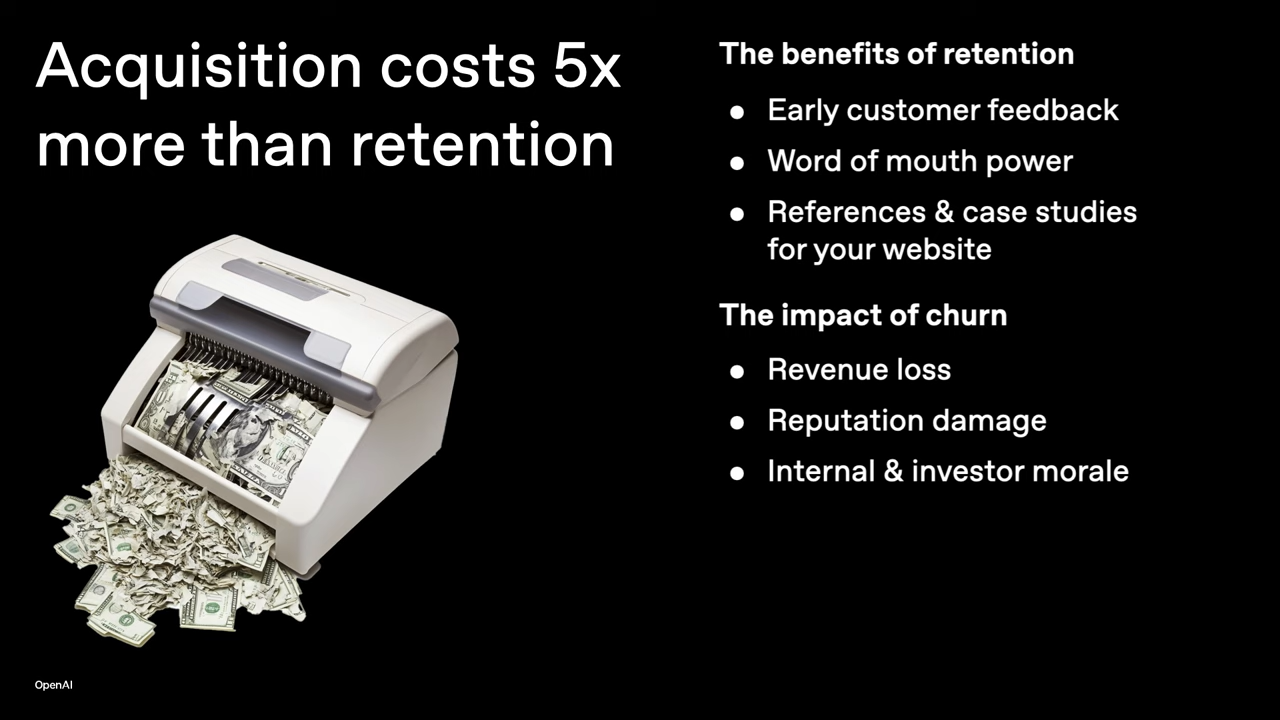 Acquisition costs 5x
more than retention
The benefits of retention
● Early customer feedback
● Word of mouth power
● References & case studies
for your website
The impact of churn
● Revenue loss
● Reputation damage
● Internal & investor morale
OpenAI